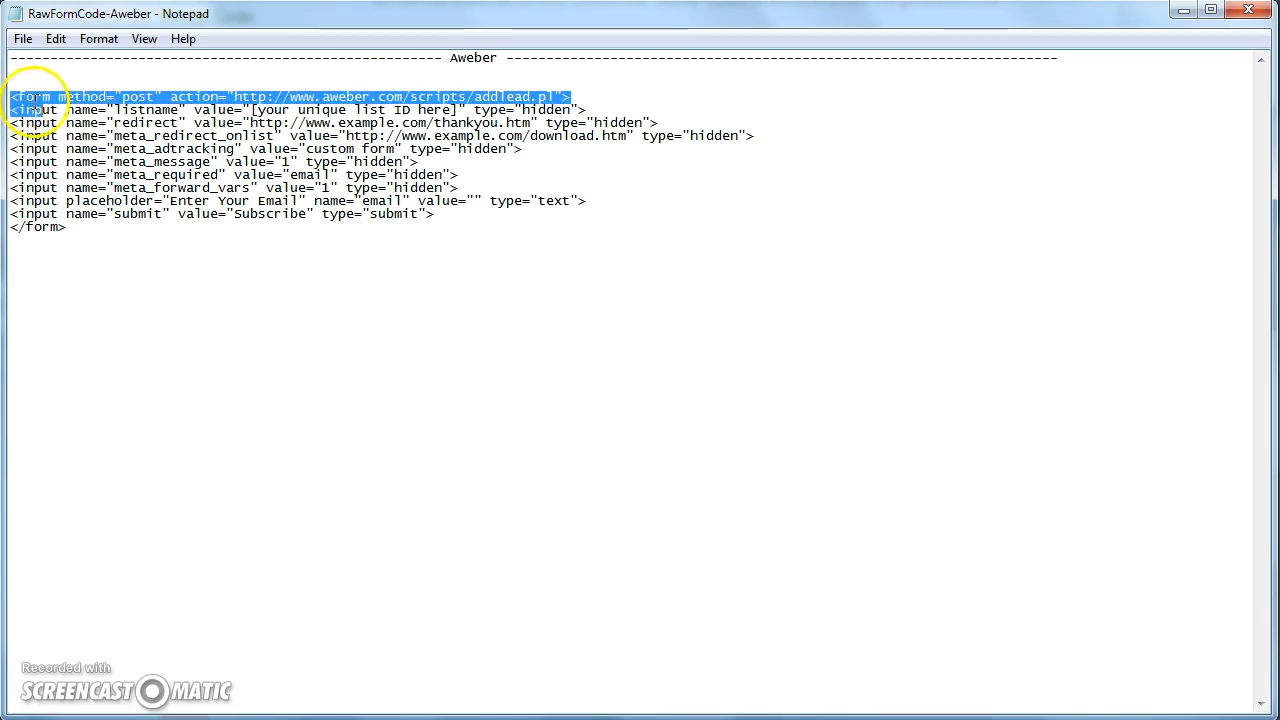 RawFormCode-Aweber - Notepad
File Edit Format View Help
------------------------------------------------------ Aweber ---------------------------------------------------------------------
<form method="post" action="http://www.aweber.com/scripts/addlead.pl">
<input name="listname" value="[your unique list ID here]" type="hidden">
<input name="redirect" value="http://www.example.com/thankyou.htm" type="hidden">
<input name="meta_redirect_onlist" value="http://www.example.com/download.htm" type="hidden">
<input name="meta_adtracking" value="custom form" type="hidden">
<input name="meta_message" value="1" type="hidden">
<input name="meta_required" value="email" type="hidden">
<input name="meta_forward_vars" value="1" type="hidden">
<input placeholder="Enter Your Email" name="email" value="" type="text">
<input name="submit" value="Subscribe" type="submit">
</form>
Recorded with
SCREENCAST O MATIC